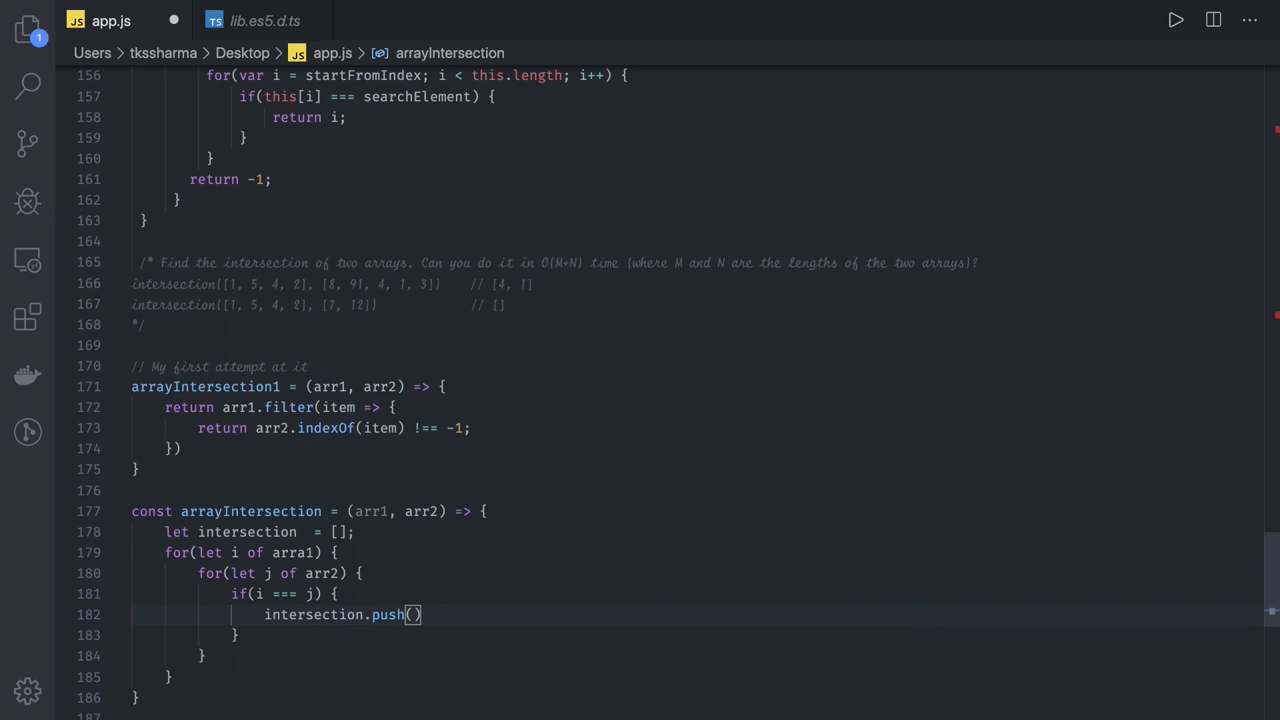 JS app.js TS lib.es5.d.ts
1
Users > tkssharma > Desktop > JS app.js > arrayIntersection
156 for(var i = startFromIndex; i < this.length; i++) {
157 if(this[i] === searchElement) {
158 return i;
159 }
160 }
161 return -1;
162 }
163 }
164
165 /* Find the intersection of two arrays. Can you do it in O(M+N) time (where M and N are the lengths of the two arrays)?
166 intersection([1, 5, 4, 2], [8, 91, 4, 1, 3]) // [4, 1]
167 intersection([1, 5, 4, 2], [7, 12]) // []
168 */
169
170 // My first attempt at it
171 arrayIntersection1 = (arr1, arr2) => {
172 return arr1.filter(item => {
173 return arr2.indexOf(item) !== -1;
174 })
175 }
176
177 const arrayIntersection = (arr1, arr2) => {
178 let intersection = [];
179 for(let i of arra1) {
180 for(let j of arr2) {
181 if(i === j) {
182 intersection.push()
183 }
184 }
185 }
186 }
187